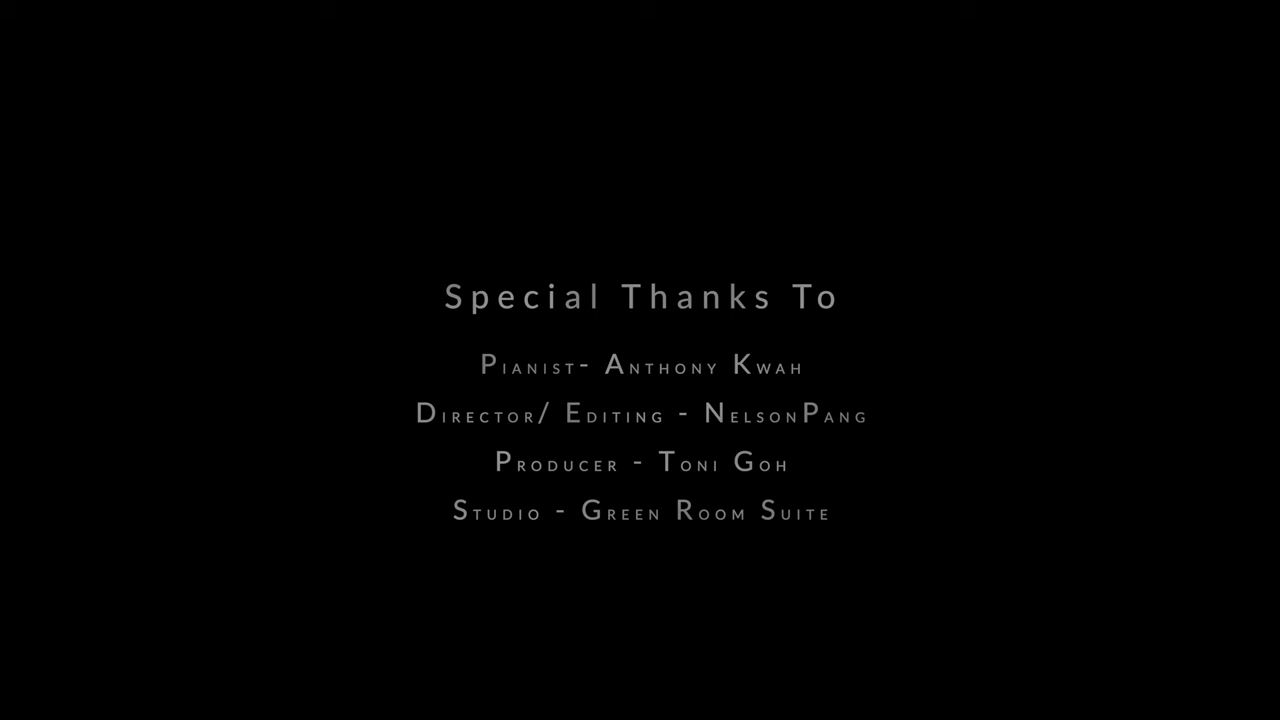 Special Thanks To
Pianist- Anthony Kwah
Director/ Editing - NelsonPang
Producer - Toni Goh
Studio - Green Room Suite